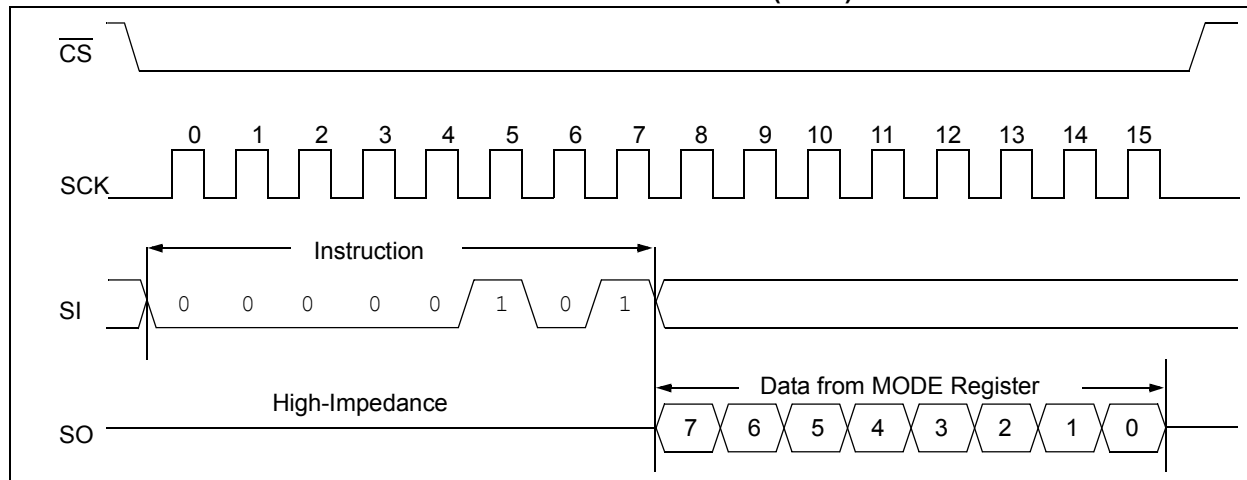 CS
0 1 2 3 4 5 6 7 8 9 10 11 12 13 14 15
SCK
Instruction
SI 0 0 0 0 0 1 0 1
Data from MODE Register
High-Impedance
SO 7 6 5 4 3 2 1 0